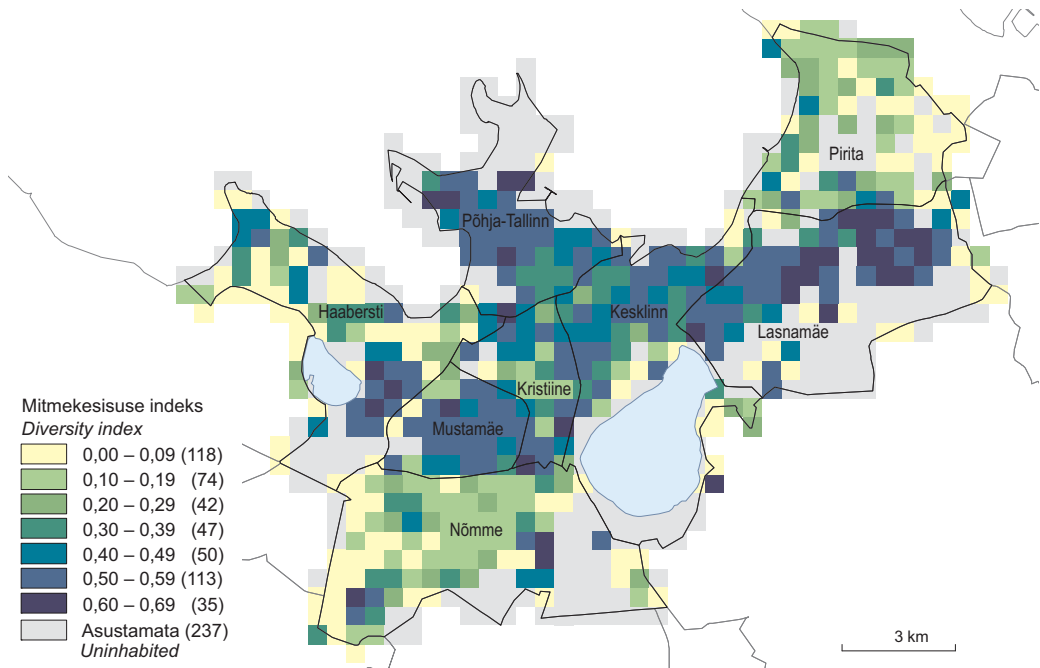 Pirita
Põhja-Tallinn
Haabersti
Kesklinn
Lasnamäe
Kristiine
Mustamäe
Nõmme
Mitmekesisuse indeks
Diversity index
0,00 – 0,09 (118)
0,10 – 0,19 (74)
0,20 – 0,29 (42)
0,30 – 0,39 (47)
0,40 – 0,49 (50)
0,50 – 0,59 (113)
0,60 – 0,69 (35)
Asustamata (237)
Uninhabited
3 km